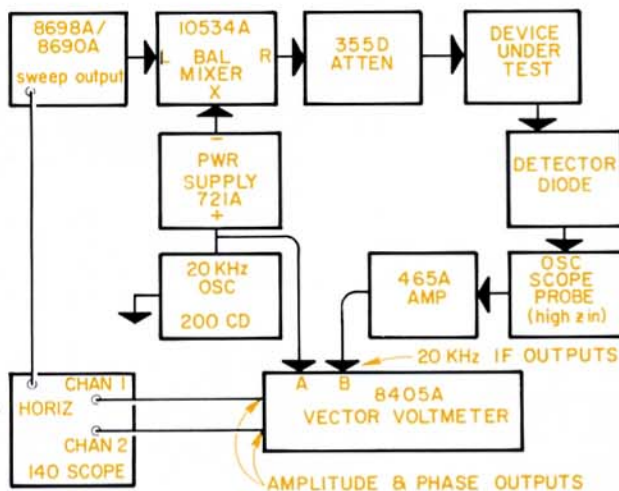 8698A/
8690A
sweep output
10534A
L BAL R
MIXER
X
355D
ATTEN
DEVICE
UNDER
TEST
−
PWR
SUPPLY
721A
+
DETECTOR
DIODE
20 KHz
OSC
200 CD
465A
AMP
OSC
SCOPE
PROBE
(high z in)
20 KHz IF OUTPUTS
CHAN 1
HORIZ
CHAN 2
140 SCOPE
A B
8405A
VECTOR VOLTMETER
AMPLITUDE & PHASE OUTPUTS